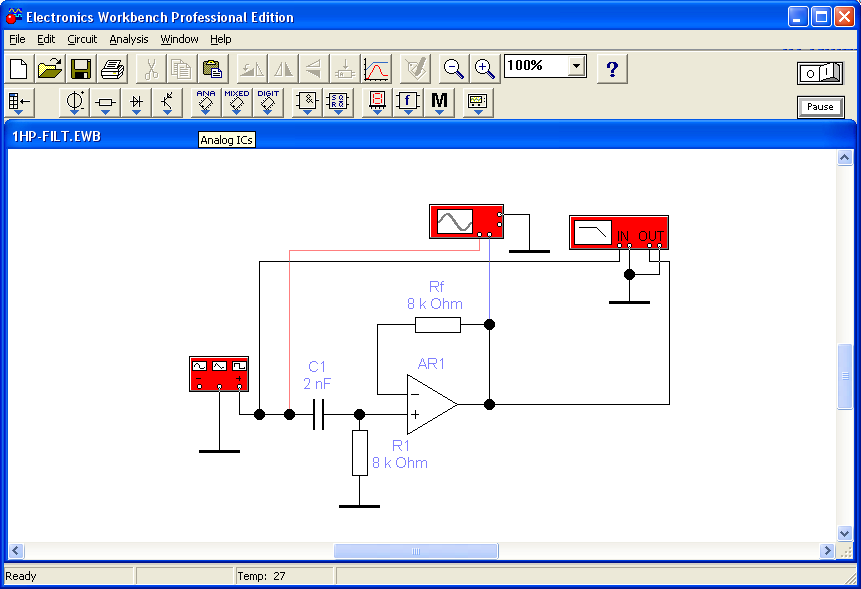 Electronics Workbench Professional Edition
File Edit Circuit Analysis Window Help
100%
?
O I
ANA MIXED DIGIT
f M
Pause
1HP-FILT.EWB
Analog ICs
IN OUT
Rf
8 k Ohm
C1
2 nF
AR1
R1
8 k Ohm
Ready
Temp: 27